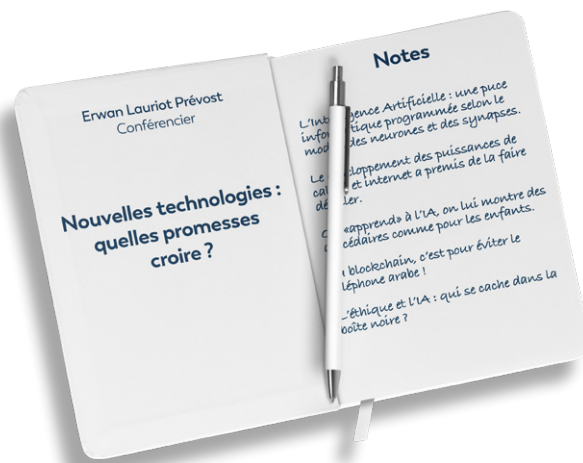 Erwan Lauriot Prévost
Conférencier
Nouvelles technologies :
quelles promesses
croire ?
Notes
Artificielle : une puce
programmée selon le
des neurones et des synapses.
Le des puissances de
et internet a premis de la faire
«apprend» à l'IA, on lui montre des
comme pour les enfants.
blockchain, c'est pour éviter le
arabe !
L'éthique et l'IA : qui se cache dans la
boîte noire ?